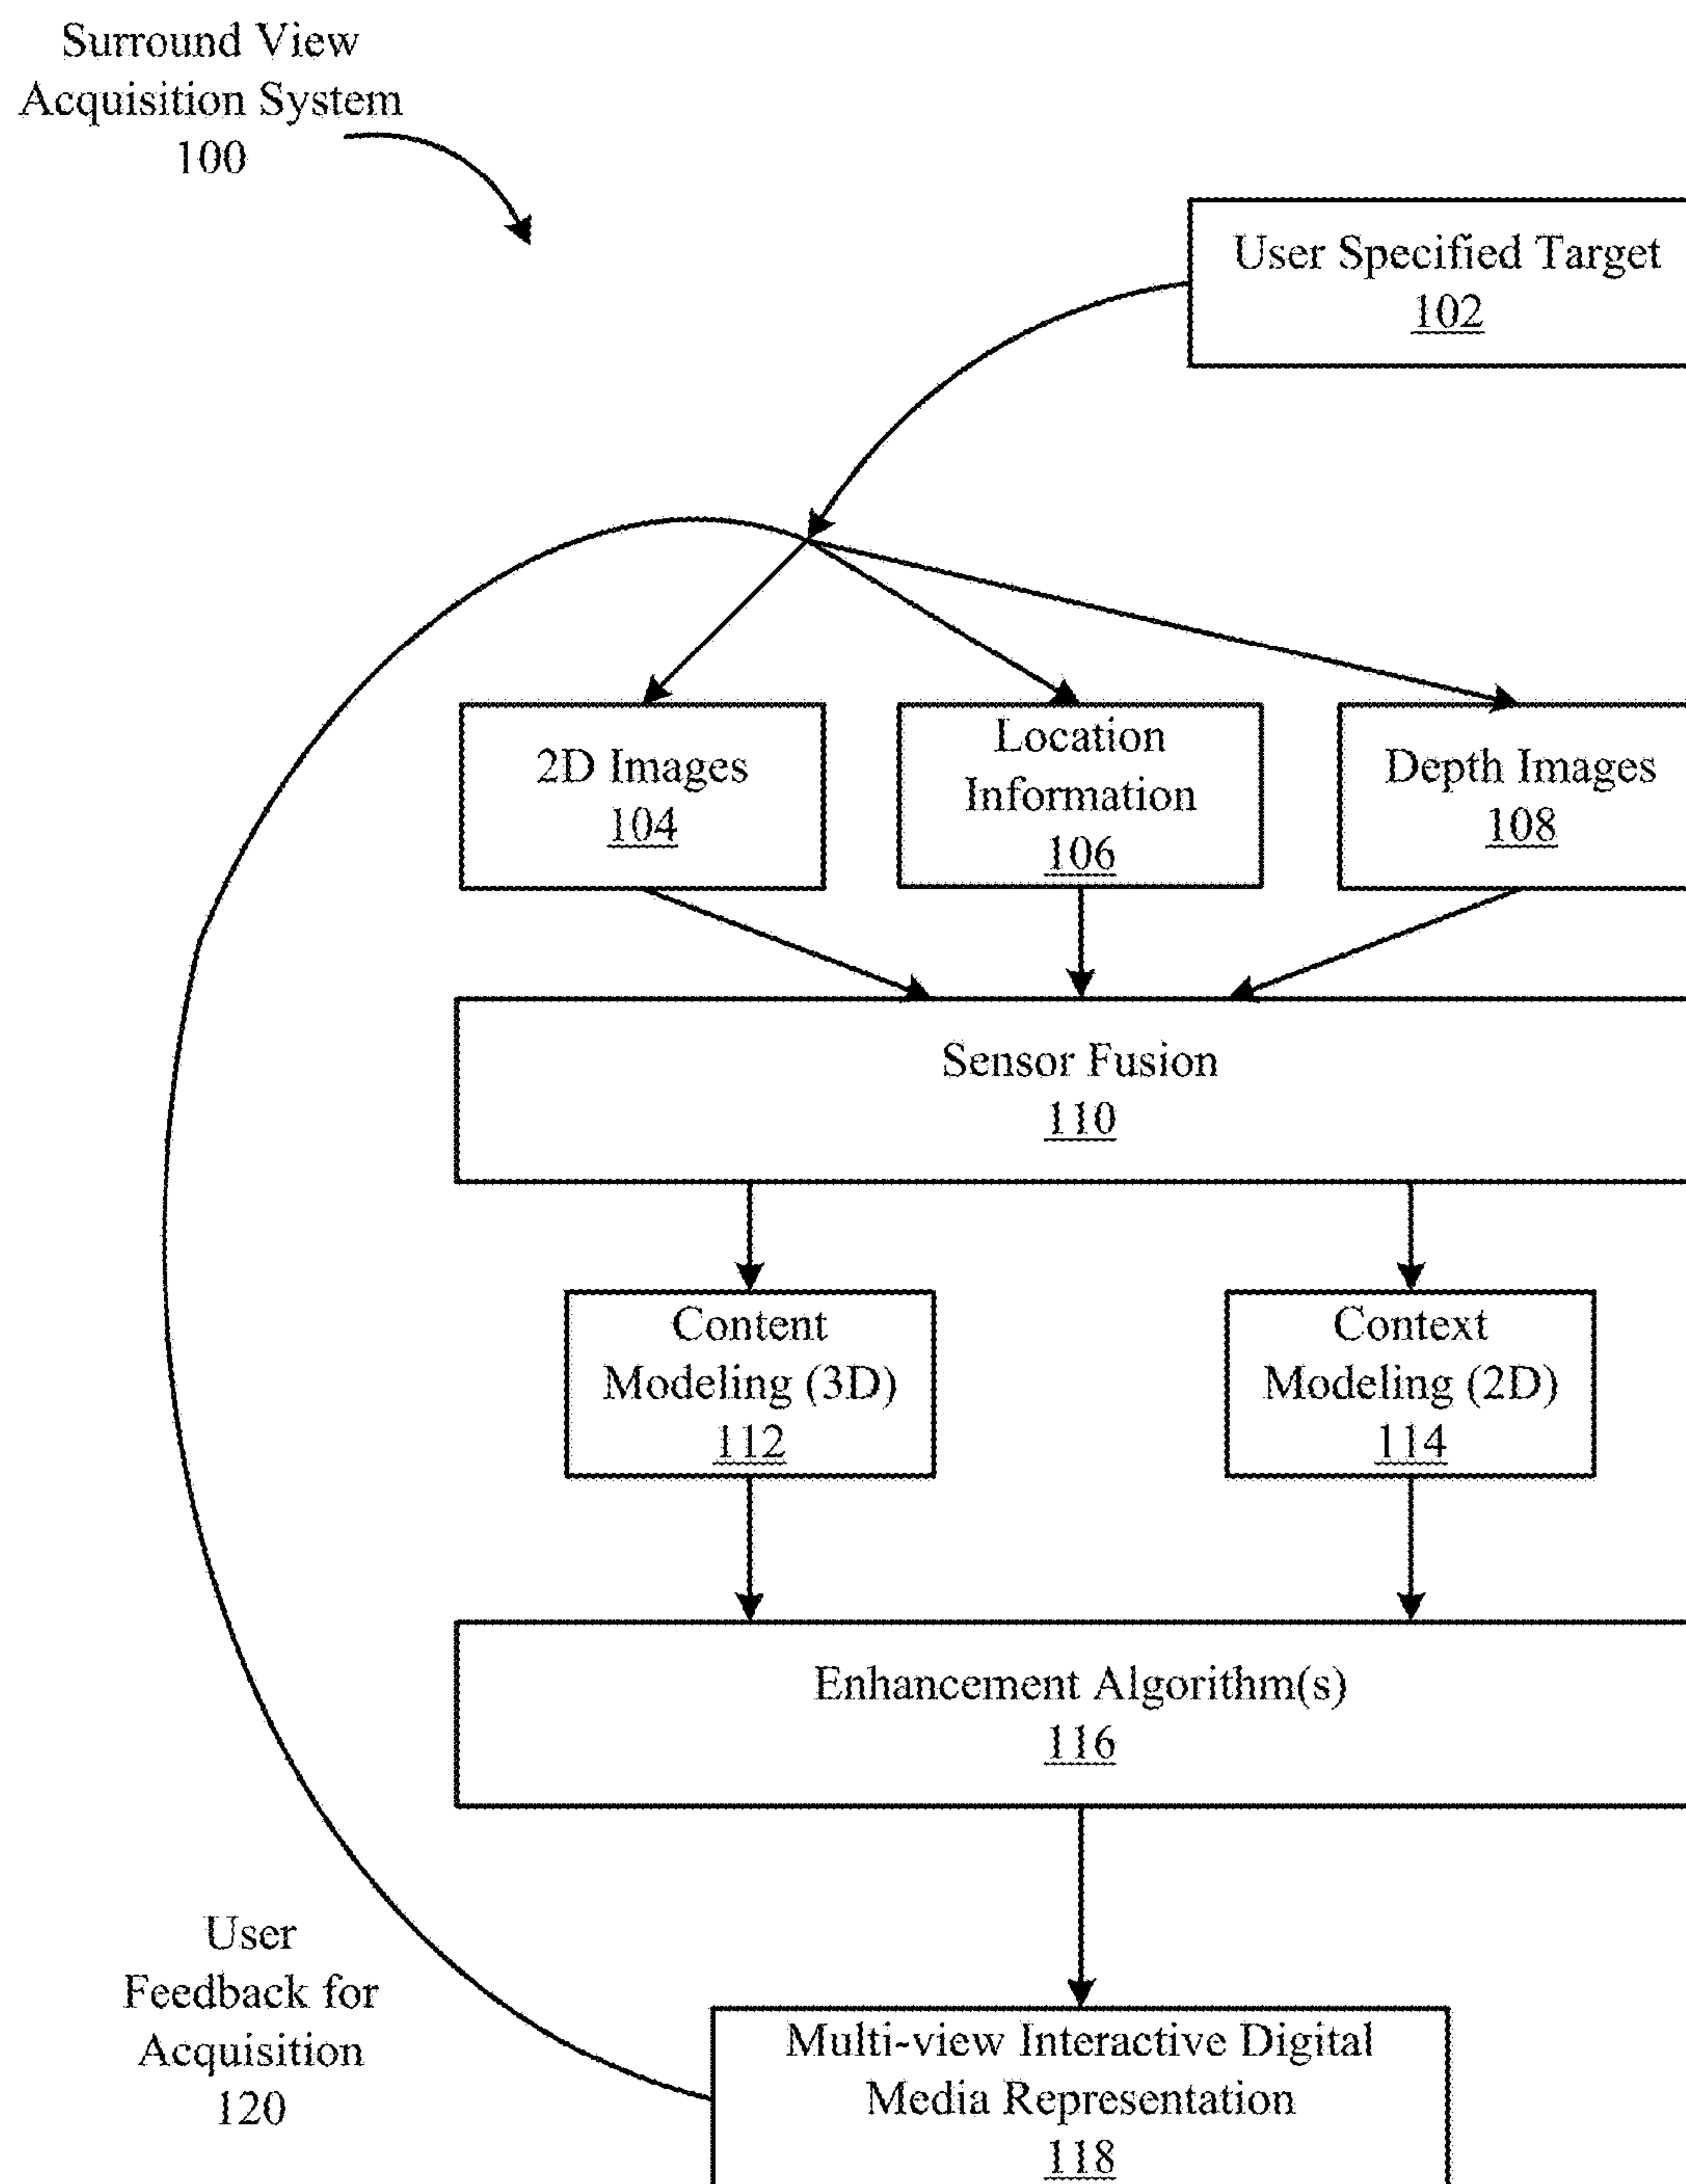 Surround View
Acquisition System
100
User Specified Target
102
2D Images
104
Location
Information
106
Depth Images
108
Sensor Fusion
110
Content
Modeling (3D)
112
Context
Modeling (2D)
114
Enhancement Algorithm(s)
116
User
Feedback for
Acquisition
120
Multi-view Interactive Digital
Media Representation
118